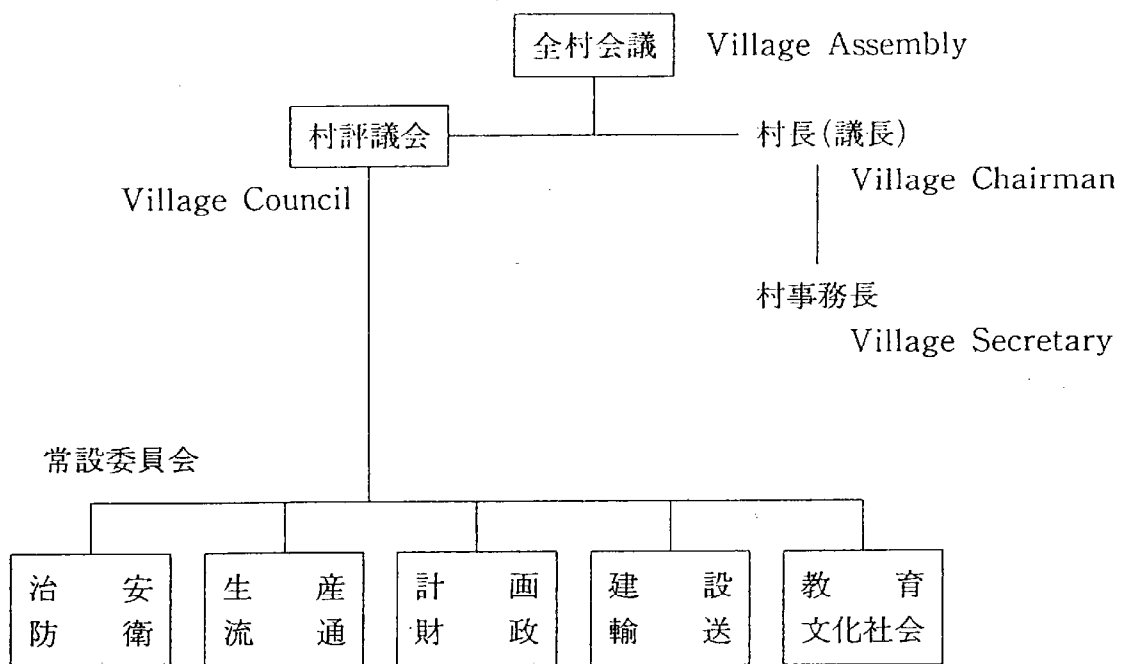 全村会議 Village Assembly
村評議会
村長(議長)
Village Chairman
Village Council
村事務長
Village Secretary
常設委員会
治安
防衛
生産
流通
計画
財政
建設
輸送
教育
文化社会